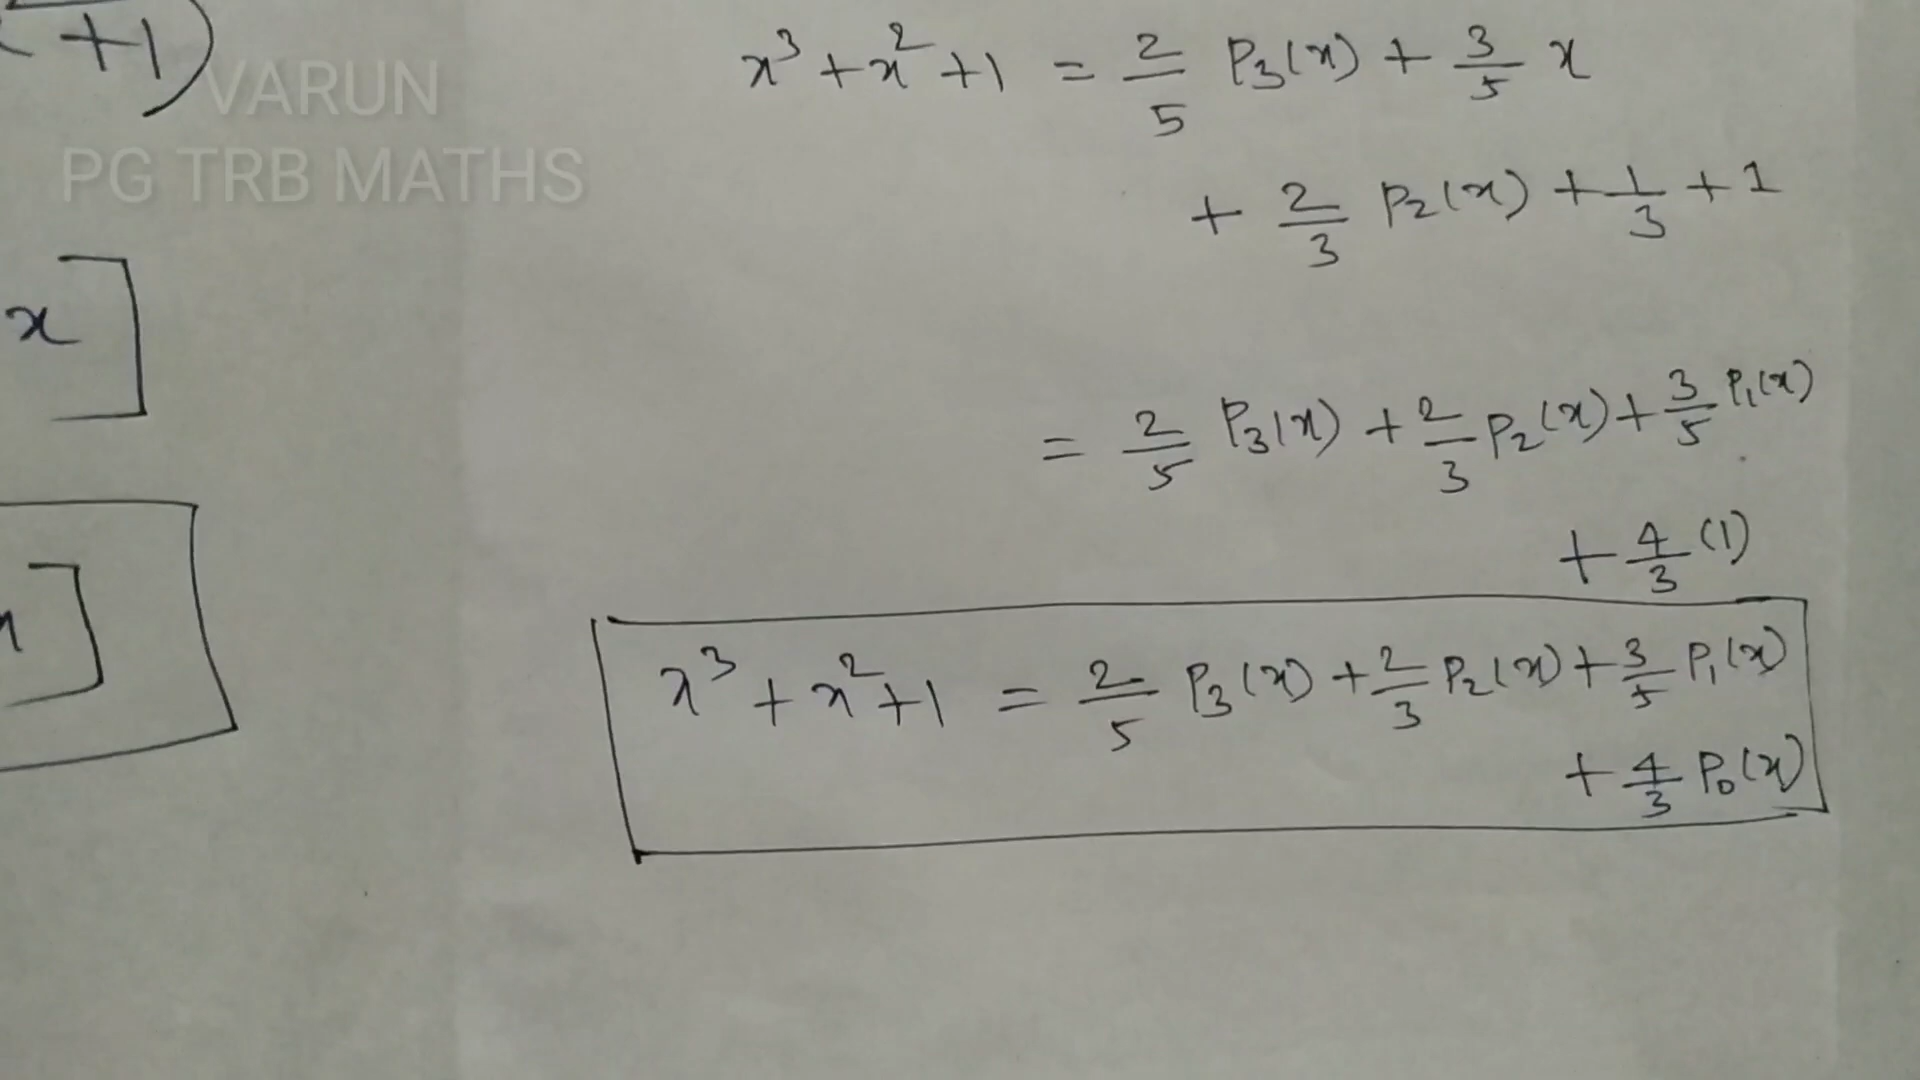 +1)
VARUN
PG TRB MATHS
x]
]
x³ + x² + 1 = 2/5 P₃(x) + 3/5 x
+ 2/3 P₂(x) + 1/3 + 1
= 2/5 P₃(x) + 2/3 P₂(x) + 3/5 P₁(x)
+ 4/3 (1)
x³ + x² + 1 = 2/5 P₃(x) + 2/3 P₂(x) + 3/5 P₁(x)
+ 4/3 P₀(x)